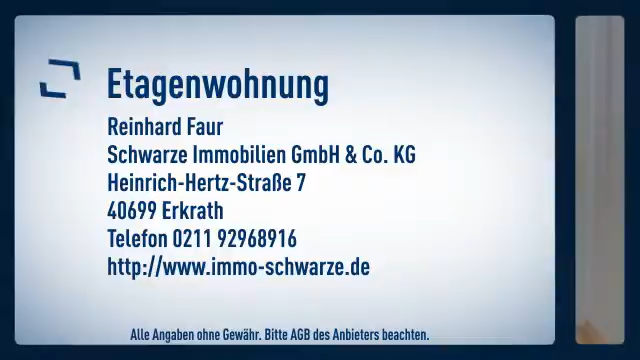 Etagenwohnung
Reinhard Faur
Schwarze Immobilien GmbH & Co. KG
Heinrich-Hertz-Straße 7
40699 Erkrath
Telefon 0211 92968916
http://www.immo-schwarze.de
Alle Angaben ohne Gewähr. Bitte AGB des Anbieters beachten.